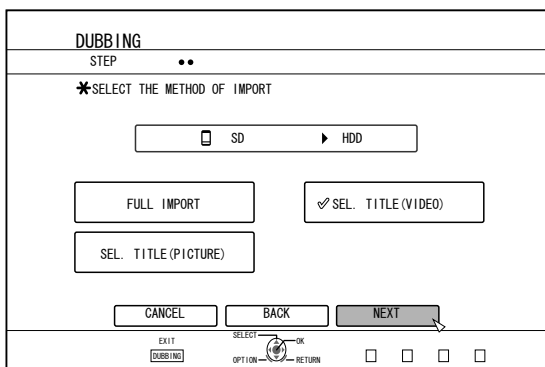 DUBBING
STEP
*SELECT THE METHOD OF IMPORT
SD HDD
FULL IMPORT
SEL. TITLE(VIDEO)
SEL. TITLE(PICTURE)
CANCEL
BACK
NEXT
EXIT
DUBBING
SELECT
OK
OPTION
RETURN